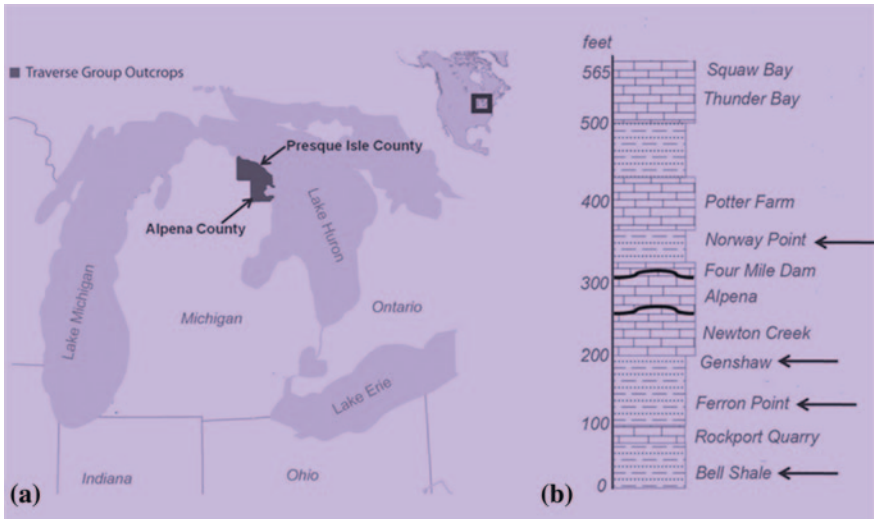 Traverse Group Outcrops
Presque Isle County
Alpena County
Lake Huron
Lake Michigan
Michigan
Ontario
Lake Erie
Indiana
Ohio
(a)
feet
565
500
400
300
200
100
0
Squaw Bay
Thunder Bay
Potter Farm
Norway Point
Four Mile Dam
Alpena
Newton Creek
Genshaw
Ferron Point
Rockport Quarry
Bell Shale
(b)